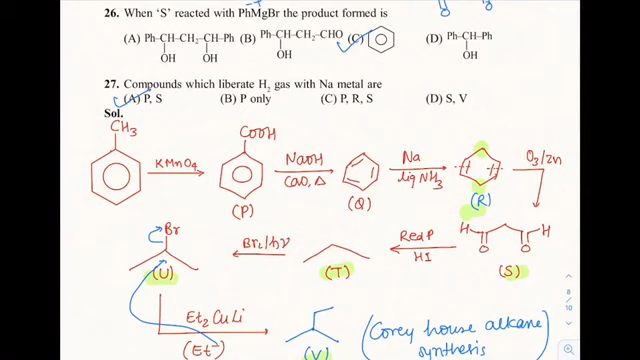 26. When 'S' reacted with PhMgBr the product formed is
(A) Ph–CH–CH2–CH–Ph (B) Ph–CH–CH2–CHO (C) (D) Ph–CH–Ph
OH OH OH OH
27. Compounds which liberate H2 gas with Na metal are
(A) P, S (B) P only (C) P, R, S (D) S, V
Sol.
CH3 COOH
KMnO4 NaOH CaO, Δ Na liq NH3 O3/Zn
(P) (Q) (R)
Br Br2/hν Red P HI H O O H
(U) (T) (S)
Et2CuLi
(Et⁻)
(V)
(Corey house alkane
synthesis
8
10